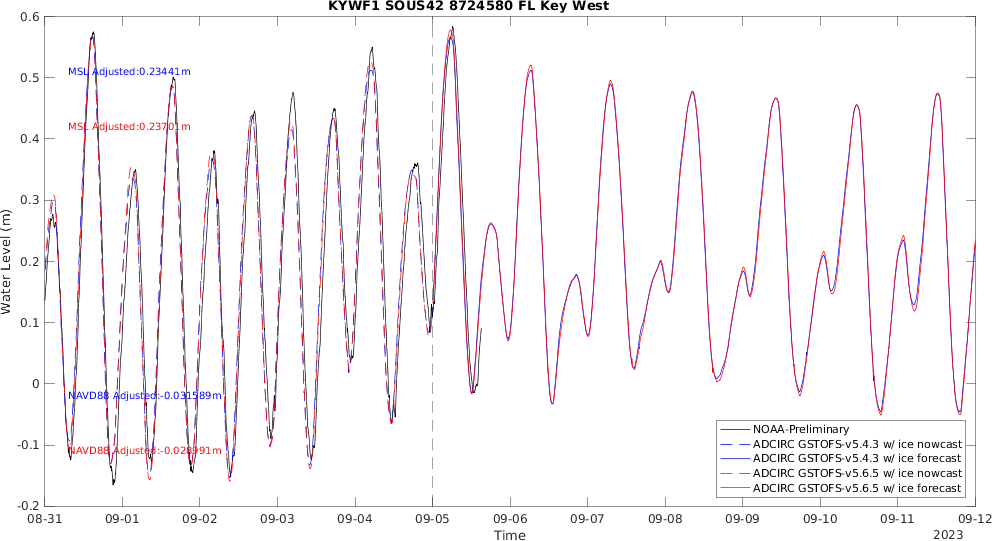 KYWF1 SOUS42 8724580 FL Key West
0.6
0.5
0.4
0.3
0.2
0.1
0
-0.1
-0.2
Water Level (m)
MSL Adjusted:0.23441m
MSL Adjusted:0.23701m
NAVD88 Adjusted:-0.031589m
NAVD88 Adjusted:-0.028991m
NOAA-Preliminary
ADCIRC GSTOFS-v5.4.3 w/ ice nowcast
ADCIRC GSTOFS-v5.4.3 w/ ice forecast
ADCIRC GSTOFS-v5.6.5 w/ ice nowcast
ADCIRC GSTOFS-v5.6.5 w/ ice forecast
08-31 09-01 09-02 09-03 09-04 09-05 09-06 09-07 09-08 09-09 09-10 09-11 09-12
Time
2023